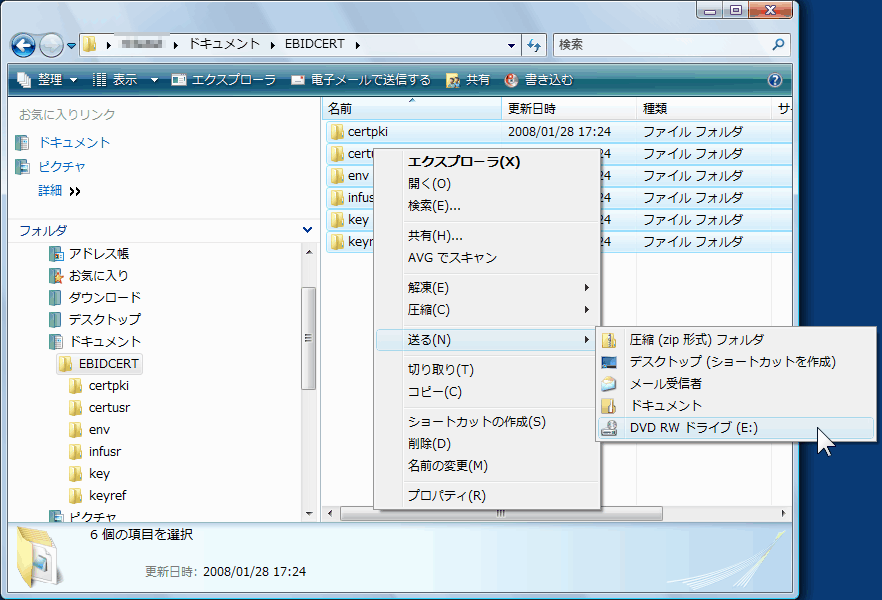 ドキュメント EBIDCERT 検索
整理 表示 エクスプローラ 電子メールで送信する 共有 書き込む
お気に入りリンク
ドキュメント
ピクチャ
詳細 »
フォルダ
アドレス帳
お気に入り
ダウンロード
デスクトップ
ドキュメント
EBIDCERT
certpki
certusr
env
infusr
key
keyref
ピクチャ
名前 更新日時 種類 サ
certpki 2008/01/28 17:24 ファイル フォルダ
certu 24 ファイル フォルダ
env 24 ファイル フォルダ
infus 24 ファイル フォルダ
key 24 ファイル フォルダ
keyr 24 ファイル フォルダ
エクスプローラ(X)
開く(O)
検索(E)...
共有(H)...
AVG でスキャン
解凍(E)
圧縮(C)
送る(N)
切り取り(T)
コピー(C)
ショートカットの作成(S)
削除(D)
名前の変更(M)
プロパティ(R)
圧縮 (zip 形式) フォルダ
デスクトップ (ショートカットを作成)
メール受信者
ドキュメント
DVD RW ドライブ (E:)
6 個の項目を選択
更新日時: 2008/01/28 17:24